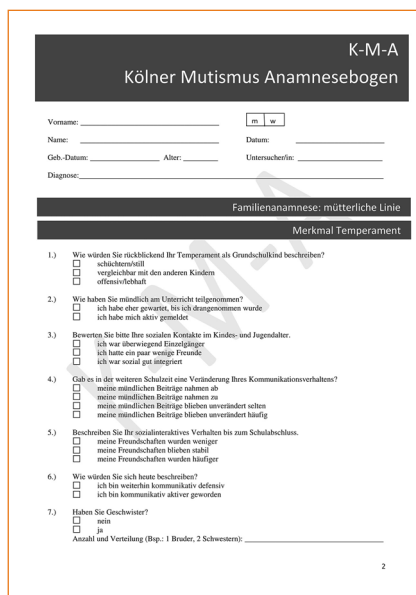 K-M-A
Kölner Mutismus Anamnesebogen
Vorname: ____________________
m w
Name: ____________________
Datum: ____________________
Geb.-Datum: __________ Alter: __________
Untersucher/in: ____________________
Diagnose:____________________
Familienanamnese: mütterliche Linie
Merkmal Temperament
1.) Wie würden Sie rückblickend Ihr Temperament als Grundschulkind beschreiben?
☐ schüchtern/still
☐ vergleichbar mit den anderen Kindern
☐ offensiv/lebhaft
2.) Wie haben Sie mündlich am Unterricht teilgenommen?
☐ ich habe eher gewartet, bis ich drangenommen wurde
☐ ich habe mich aktiv gemeldet
3.) Bewerten Sie bitte Ihre sozialen Kontakte im Kindes- und Jugendalter.
☐ ich war überwiegend Einzelgänger
☐ ich hatte ein paar wenige Freunde
☐ ich war sozial gut integriert
4.) Gab es in der weiteren Schulzeit eine Veränderung Ihres Kommunikationsverhaltens?
☐ meine mündlichen Beiträge nahmen ab
☐ meine mündlichen Beiträge nahmen zu
☐ meine mündlichen Beiträge blieben unverändert selten
☐ meine mündlichen Beiträge blieben unverändert häufig
5.) Beschreiben Sie Ihr sozialinteraktives Verhalten bis zum Schulabschluss.
☐ meine Freundschaften wurden weniger
☐ meine Freundschaften blieben stabil
☐ meine Freundschaften wurden häufiger
6.) Wie würden Sie sich heute beschreiben?
☐ ich bin weiterhin kommunikativ defensiv
☐ ich bin kommunikativ aktiver geworden
7.) Haben Sie Geschwister?
☐ nein
☐ ja
Anzahl und Verteilung (Bsp.: 1 Bruder, 2 Schwestern): ____________________
2
K-M-A